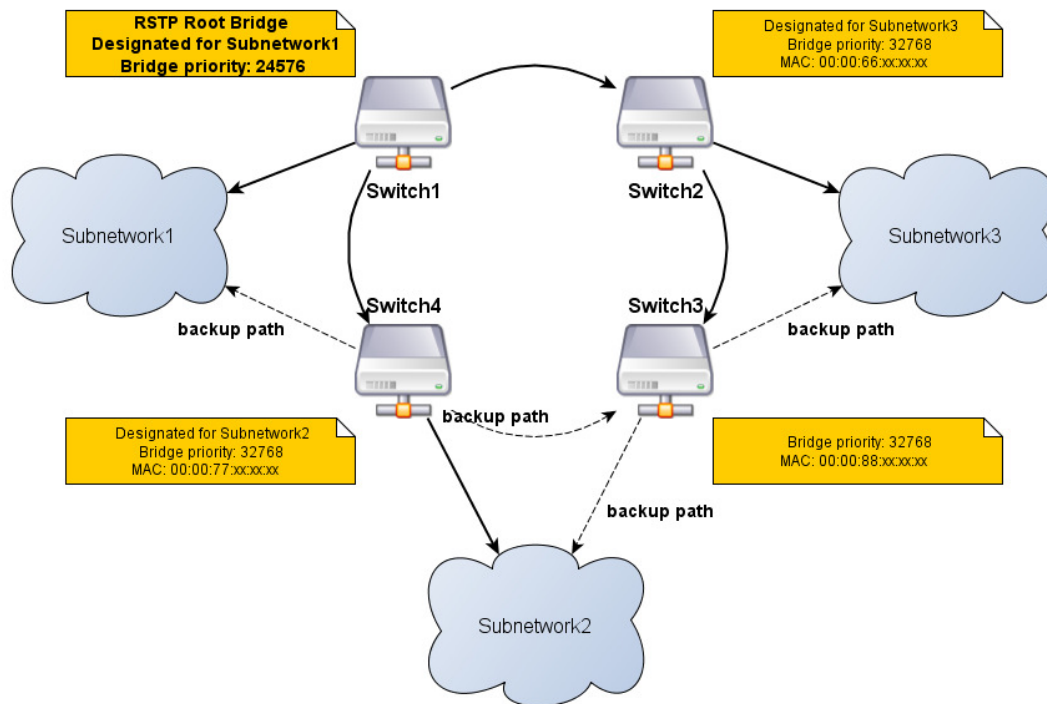 RSTP Root Bridge
Designated for Subnetwork1
Bridge priority: 24576
Designated for Subnetwork3
Bridge priority: 32768
MAC: 00:00:66:xx:xx:xx
Switch1
Switch2
Subnetwork1
Subnetwork3
Switch4
Switch3
backup path
backup path
backup path
Designated for Subnetwork2
Bridge priority: 32768
MAC: 00:00:77:xx:xx:xx
Bridge priority: 32768
MAC: 00:00:88:xx:xx:xx
backup path
Subnetwork2